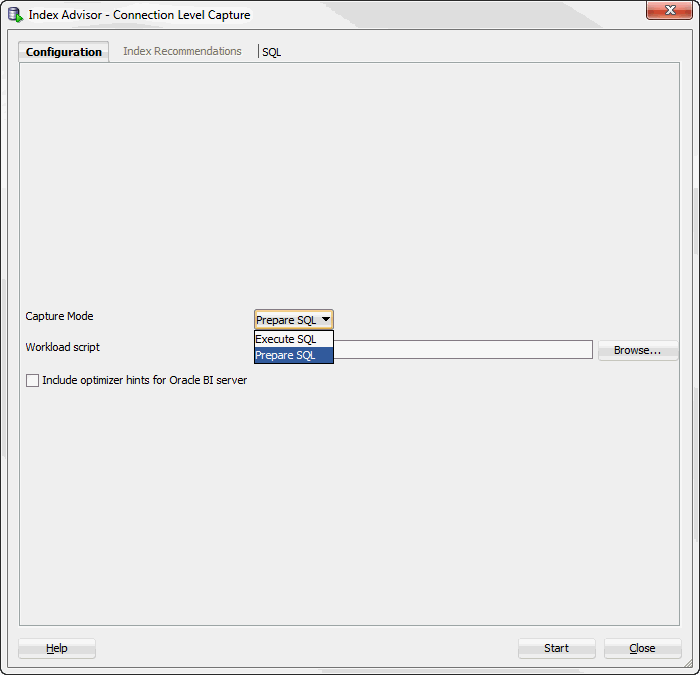 Index Advisor - Connection Level Capture
Configuration Index Recommendations SQL
Capture Mode Prepare SQL
Execute SQL
Workload script Prepare SQL Browse...
Include optimizer hints for Oracle BI server
Help Start Close